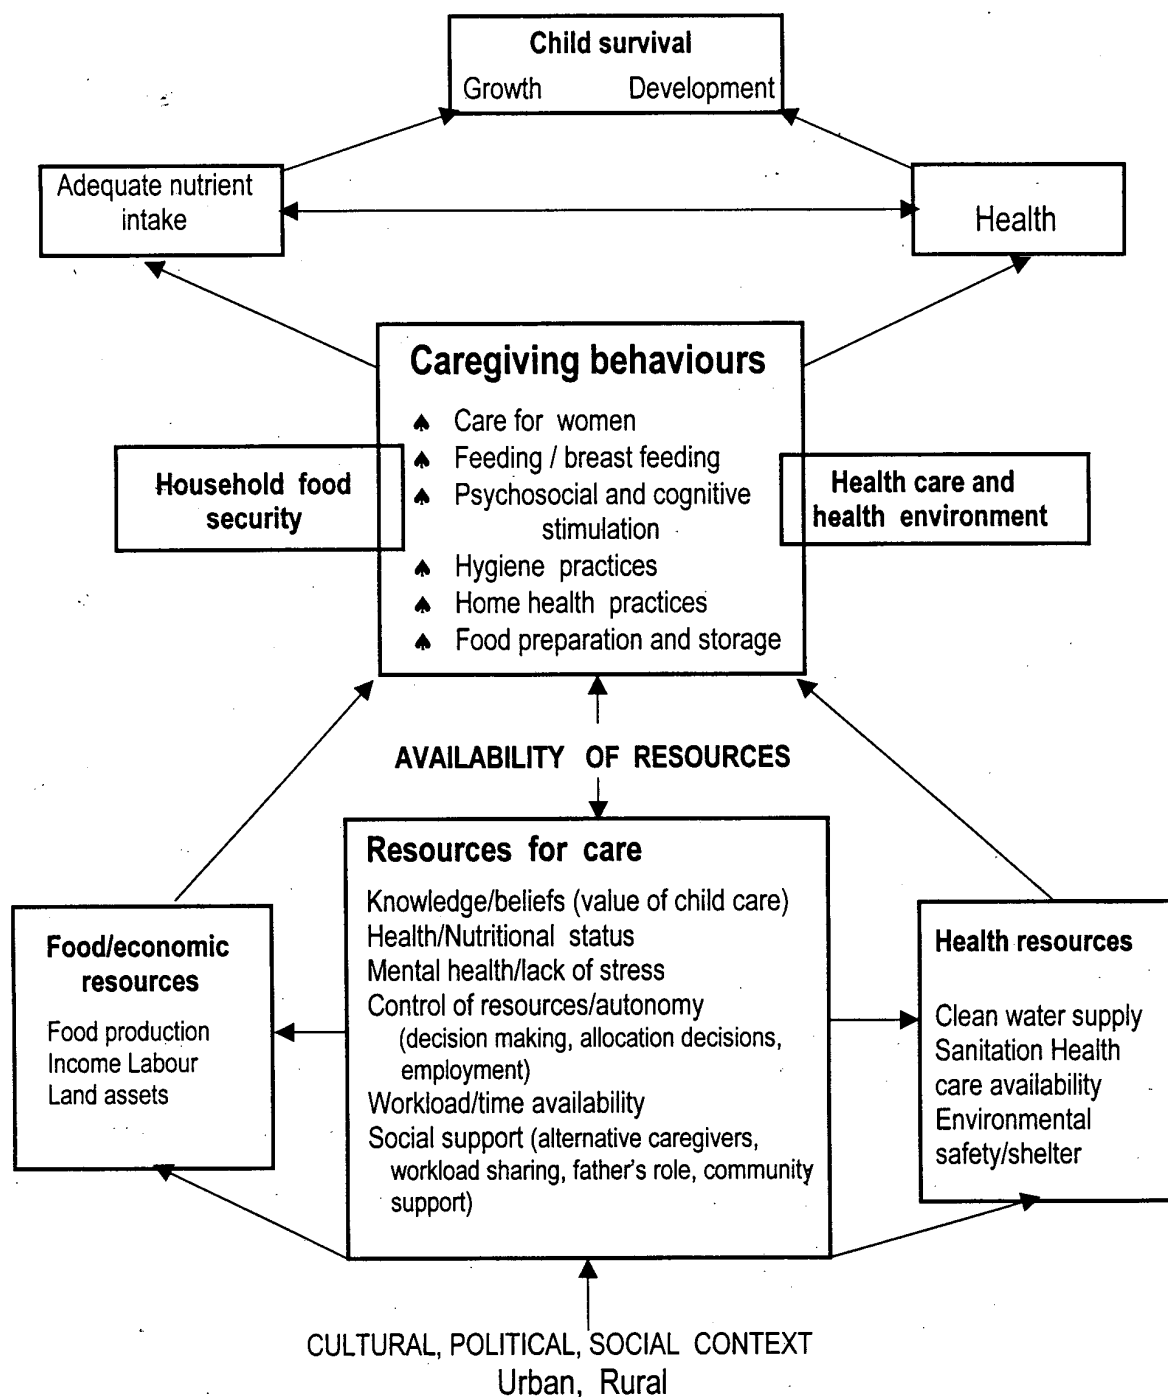 Child survival
Growth Development
Adequate nutrient
intake
Health
Caregiving behaviours
♠ Care for women
♠ Feeding / breast feeding
♠ Psychosocial and cognitive
stimulation
♠ Hygiene practices
♠ Home health practices
♠ Food preparation and storage
Household food
security
Health care and
health environment
AVAILABILITY OF RESOURCES
Resources for care
Knowledge/beliefs (value of child care)
Health/Nutritional status
Mental health/lack of stress
Control of resources/autonomy
(decision making, allocation decisions,
employment)
Workload/time availability
Social support (alternative caregivers,
workload sharing, father's role, community
support)
Food/economic
resources
Food production
Income Labour
Land assets
Health resources
Clean water supply
Sanitation Health
care availability
Environmental
safety/shelter
CULTURAL, POLITICAL, SOCIAL CONTEXT
Urban, Rural